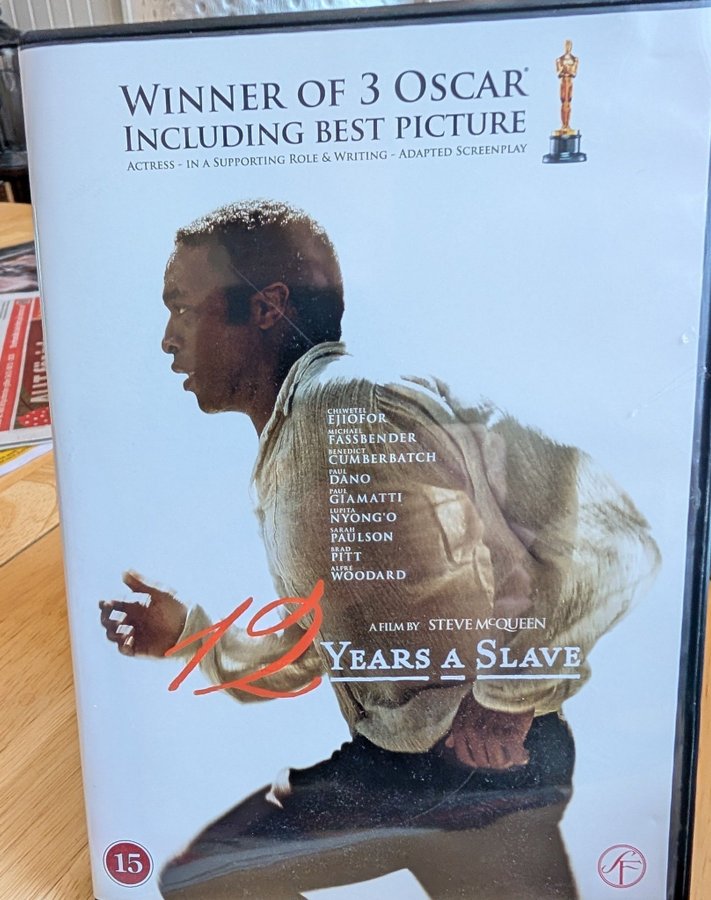 WINNER OF 3 OSCAR®
INCLUDING BEST PICTURE
ACTRESS - IN A SUPPORTING ROLE & WRITING - ADAPTED SCREENPLAY
CHIWETEL
EJIOFOR
MICHAEL
FASSBENDER
BENEDICT
CUMBERBATCH
PAUL
DANO
PAUL
GIAMATTI
LUPITA
NYONG'O
SARAH
PAULSON
BRAD
PITT
ALFRE
WOODARD
A FILM BY STEVE McQUEEN
12 YEARS A SLAVE
15
SF